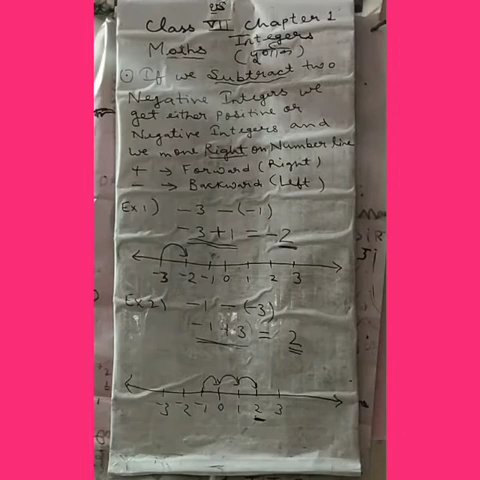 Class VII Chapter 1
Maths Integers
(पूर्णांक)
If we Subtract two
Negative Integers we
get either positive or
Negative Integers and
We move Right on Number line
+ → Forward (Right)
- → Backward (Left)
Ex 1) -3 - (-1)
-3 + 1 = -2
-3 -2 -1 0 1 2 3
Ex 2) -1 - (-3)
-1 + 3 = 2
-3 -2 -1 0 1 2 3